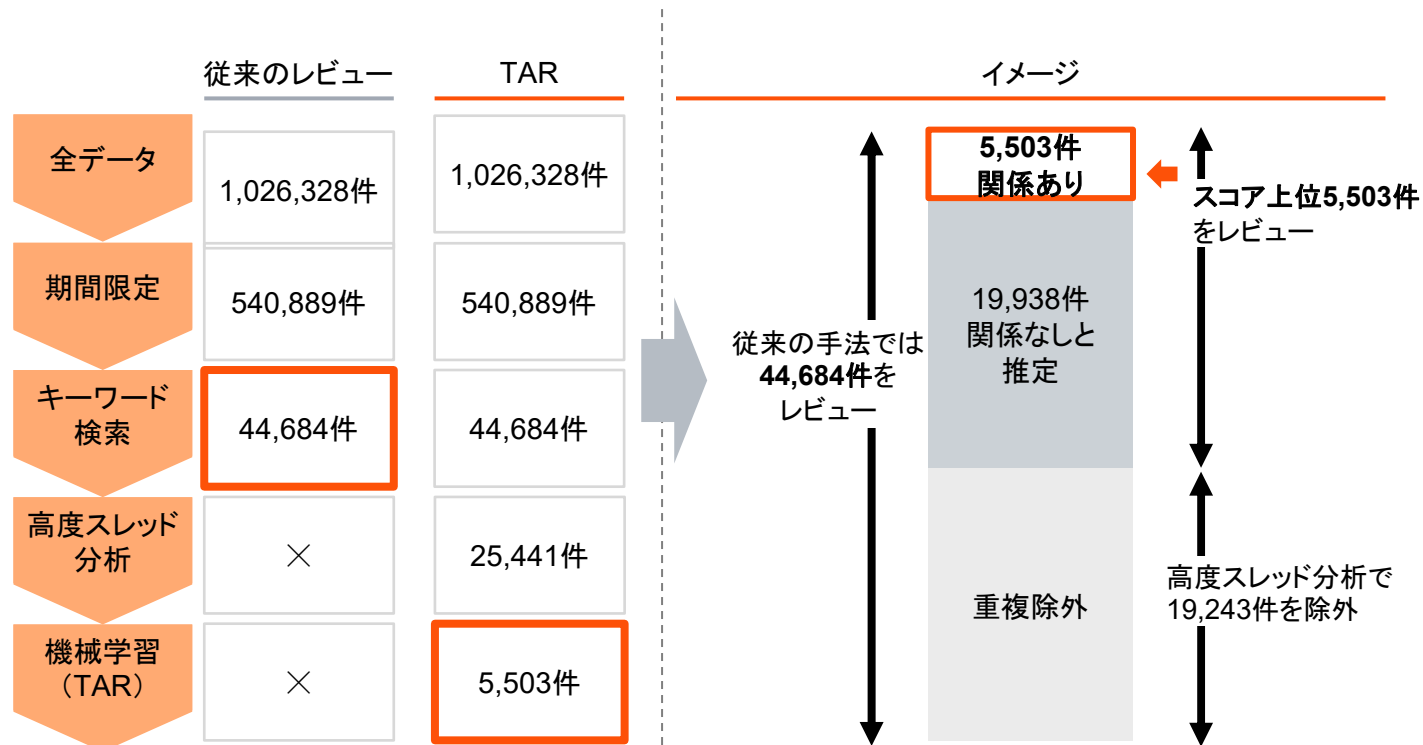 従来のレビュー
TAR
イメージ
全データ
1,026,328件
1,026,328件
期間限定
540,889件
540,889件
キーワード
検索
44,684件
44,684件
高度スレッド
分析
×
25,441件
機械学習
（TAR）
×
5,503件
従来の手法では
44,684件を
レビュー
5,503件
関係あり
19,938件
関係なしと
推定
重複除外
スコア上位5,503件
をレビュー
高度スレッド分析で
19,243件を除外